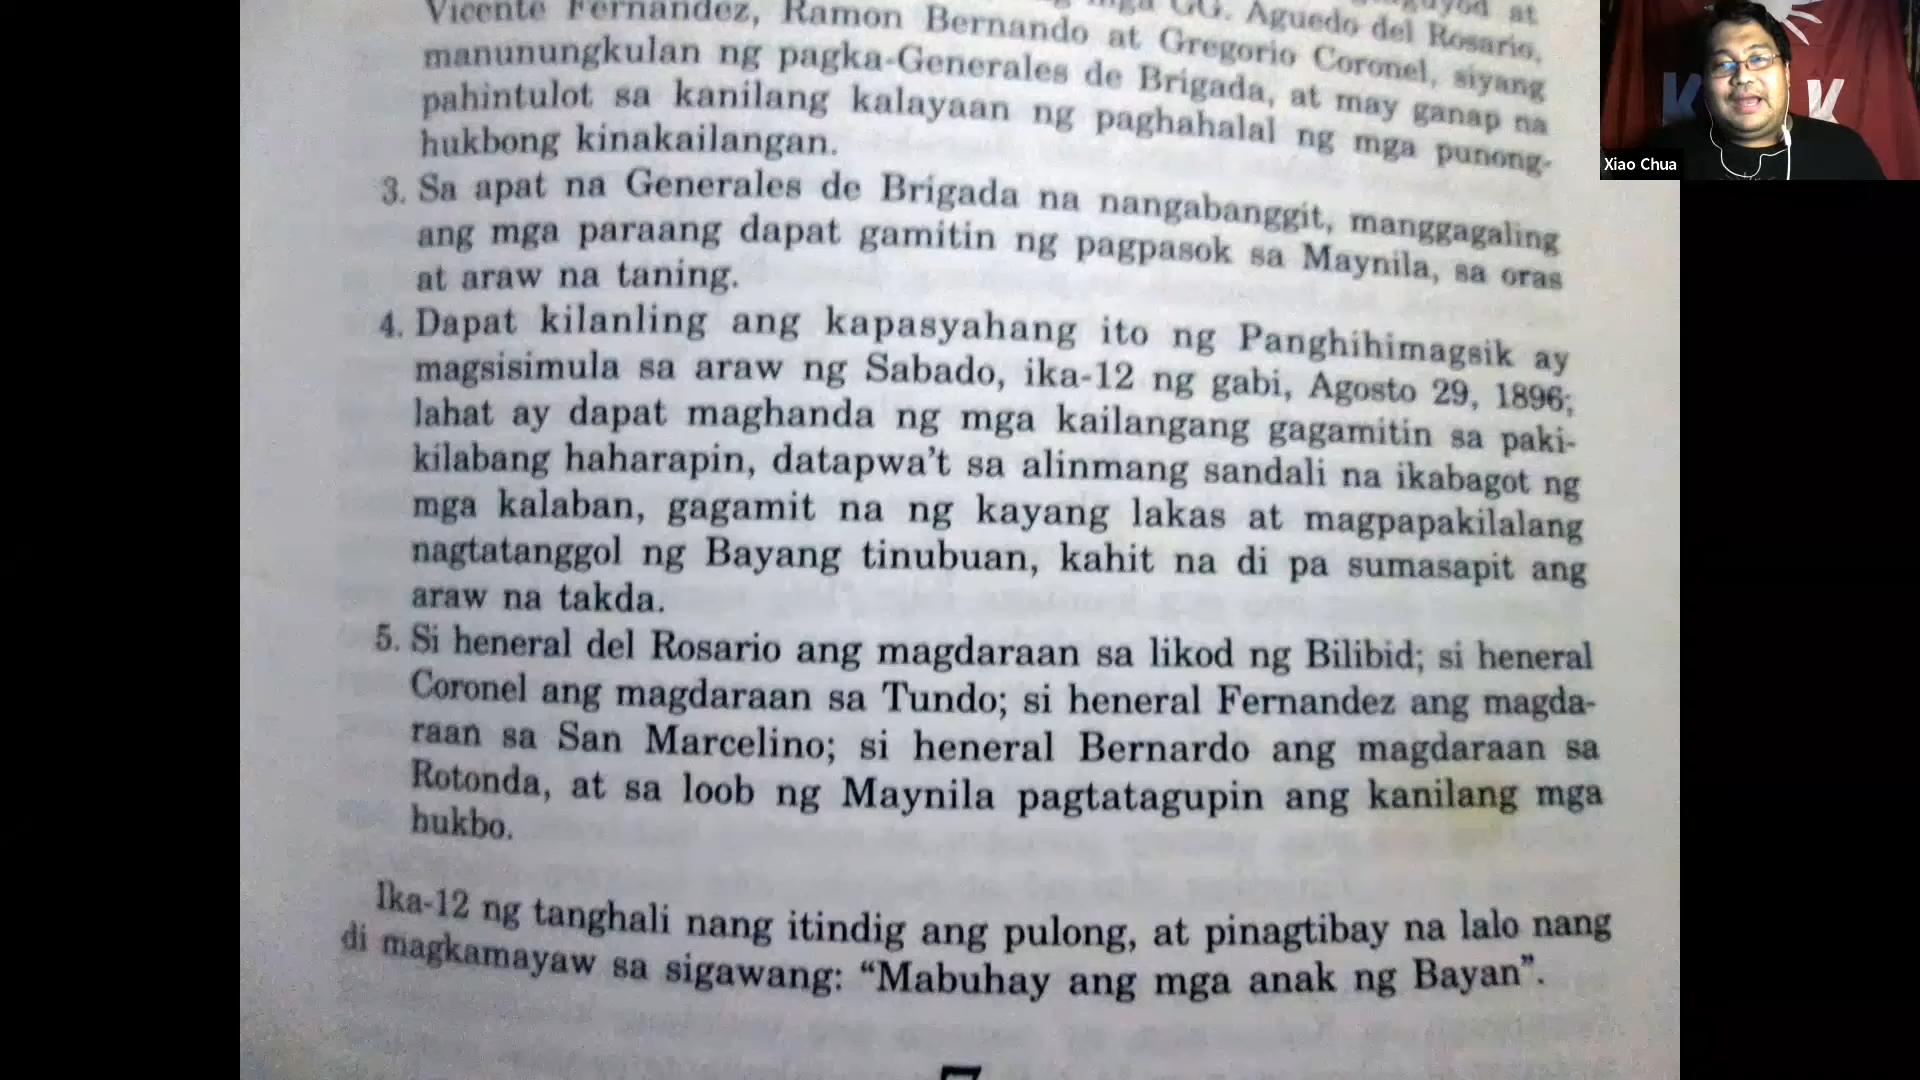 mga GG. Aguedo del Rosario,
Vicente Fernandez, Ramon Bernando at Gregorio Coronel, siyang
manunungkulan ng pagka-Generales de Brigada, at may ganap na
pahintulot sa kanilang kalayaan ng paghahalal ng mga punong-
hukbong kinakailangan.
3. Sa apat na Generales de Brigada na nangabanggit, manggagaling
ang mga paraang dapat gamitin ng pagpasok sa Maynila, sa oras
at araw na taning.
4. Dapat kilanling ang kapasyahang ito ng Panghihimagsik ay
magsisimula sa araw ng Sabado, ika-12 ng gabi, Agosto 29, 1896;
lahat ay dapat maghanda ng mga kailangang gagamitin sa paki-
kilabang haharapin, datapwa't sa alinmang sandali na ikabagot ng
mga kalaban, gagamit na ng kayang lakas at magpapakilalang
nagtatanggol ng Bayang tinubuan, kahit na di pa sumasapit ang
araw na takda.
5. Si heneral del Rosario ang magdaraan sa likod ng Bilibid; si heneral
Coronel ang magdaraan sa Tundo; si heneral Fernandez ang magda-
raan sa San Marcelino; si heneral Bernardo ang magdaraan sa
Rotonda, at sa loob ng Maynila pagtatagupin ang kanilang mga
hukbo.
Ika-12 ng tanghali nang itindig ang pulong, at pinagtibay na lalo nang
di magkamayaw sa sigawang: “Mabuhay ang mga anak ng Bayan”.
K K
Xiao Chua